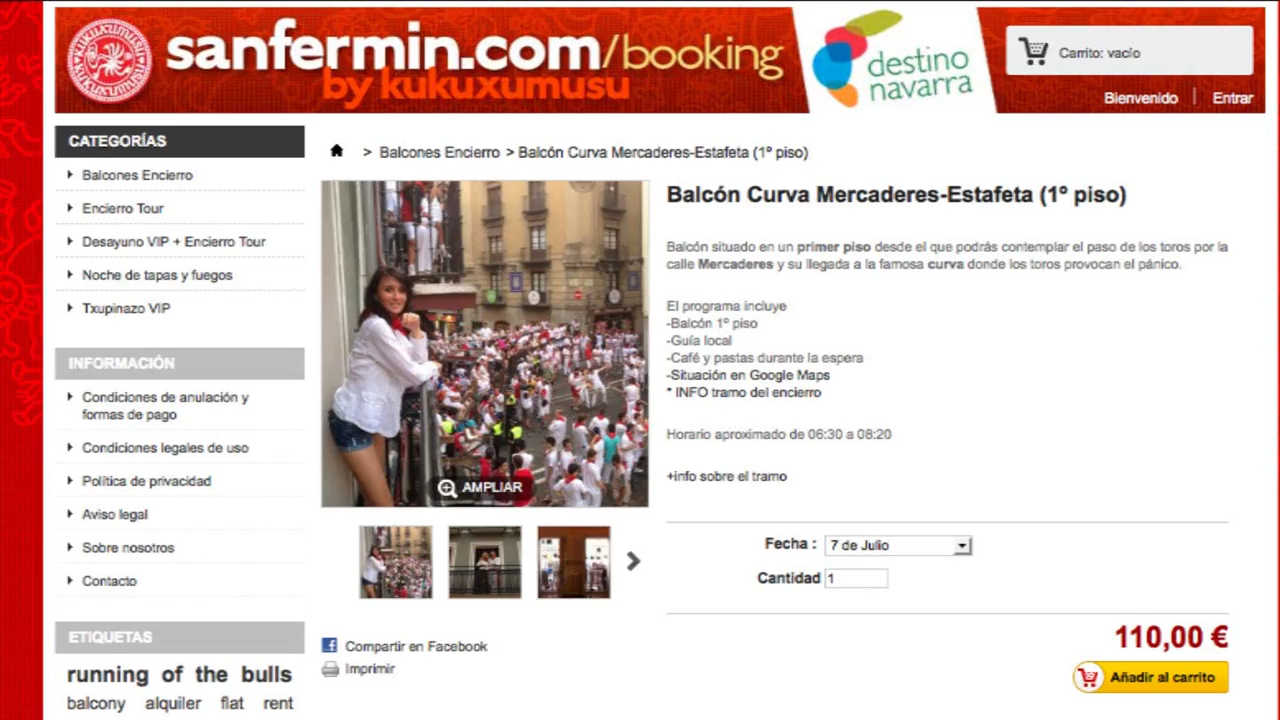 sanfermin.com/booking
by kukuxumusu
KUKUXUMUSU
destino
navarra
Carrito: vacío
Bienvenido | Entrar
CATEGORÍAS
Balcones Encierro
Encierro Tour
Desayuno VIP + Encierro Tour
Noche de tapas y fuegos
Txupinazo VIP
INFORMACIÓN
Condiciones de anulación y
formas de pago
Condiciones legales de uso
Política de privacidad
Aviso legal
Sobre nosotros
Contacto
ETIQUETAS
running of the bulls
balcony alquiler flat rent
> Balcones Encierro > Balcón Curva Mercaderes-Estafeta (1º piso)
AMPLIAR
Compartir en Facebook
Imprimir
Balcón Curva Mercaderes-Estafeta (1º piso)
Balcón situado en un primer piso desde el que podrás contemplar el paso de los toros por la
calle Mercaderes y su llegada a la famosa curva donde los toros provocan el pánico.
El programa incluye
-Balcón 1º piso
-Guía local
-Café y pastas durante la espera
-Situación en Google Maps
* INFO tramo del encierro
Horario aproximado de 06:30 a 08:20
+info sobre el tramo
Fecha : 7 de Julio
Cantidad 1
110,00 €
Añadir al carrito